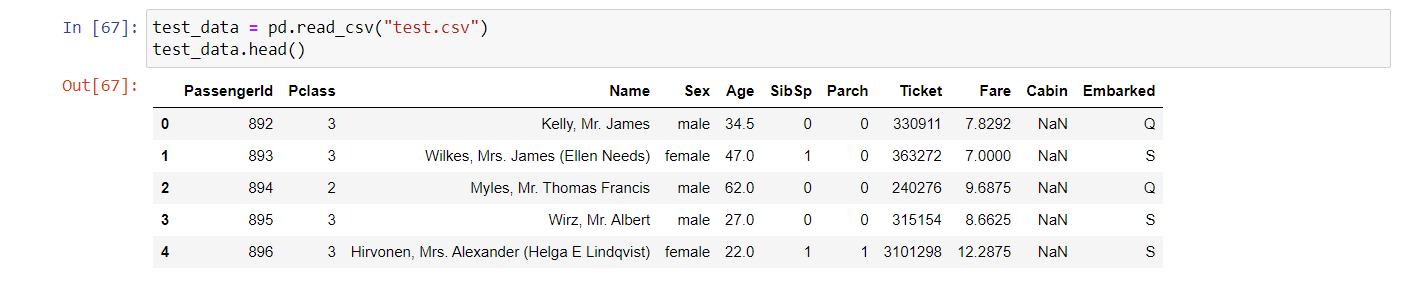 In [67]: test_data = pd.read_csv("test.csv")
test_data.head()
Out[67]:
PassengerId Pclass Name Sex Age SibSp Parch Ticket Fare Cabin Embarked
0 892 3 Kelly, Mr. James male 34.5 0 0 330911 7.8292 NaN Q
1 893 3 Wilkes, Mrs. James (Ellen Needs) female 47.0 1 0 363272 7.0000 NaN S
2 894 2 Myles, Mr. Thomas Francis male 62.0 0 0 240276 9.6875 NaN Q
3 895 3 Wirz, Mr. Albert male 27.0 0 0 315154 8.6625 NaN S
4 896 3 Hirvonen, Mrs. Alexander (Helga E Lindqvist) female 22.0 1 1 3101298 12.2875 NaN S